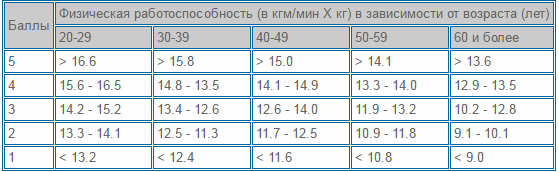 Баллы Физическая работоспособность (в кгм/мин X кг) в зависимости от возраста (лет)
20-29 30-39 40-49 50-59 60 и более
5 > 16.6 > 15.8 > 15.0 > 14.1 > 13.6
4 15.6 - 16.5 14.8 - 13.5 14.1 - 14.9 13.3 - 14.0 12.9 - 13.5
3 14.2 - 15.2 13.4 - 12.6 12.6 - 14.0 11.9 - 13.2 10.2 - 12.8
2 13.3 - 14.1 12.5 - 11.3 11.7 - 12.5 10.9 - 11.8 9.1 - 10.1
1 < 13.2 < 12.4 < 11.6 < 10.8 < 9.0